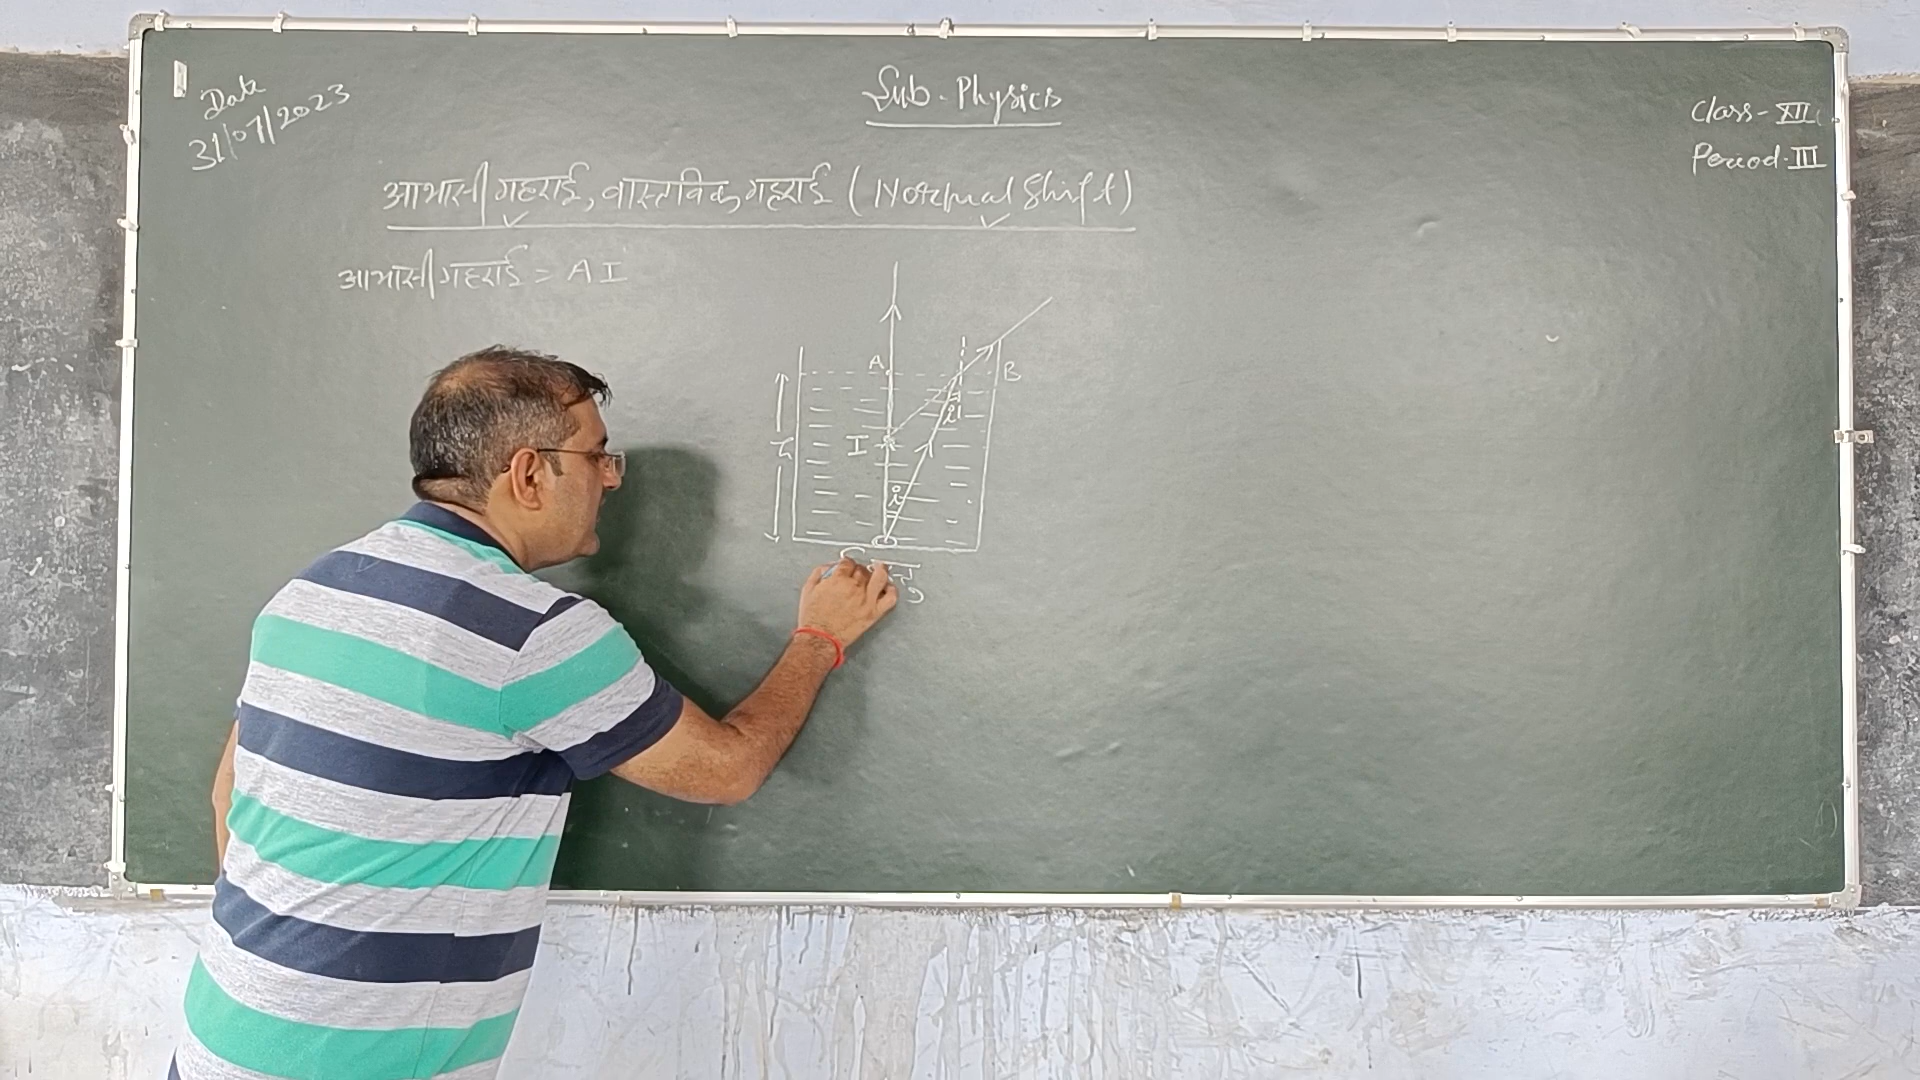 Date
31/07/2023
Sub - Physics
Class - XII
Period - III
आभासी गहराई, वास्तविक गहराई (Normal Shift)
आभासी गहराई = A I
A
B
I
i
i
h